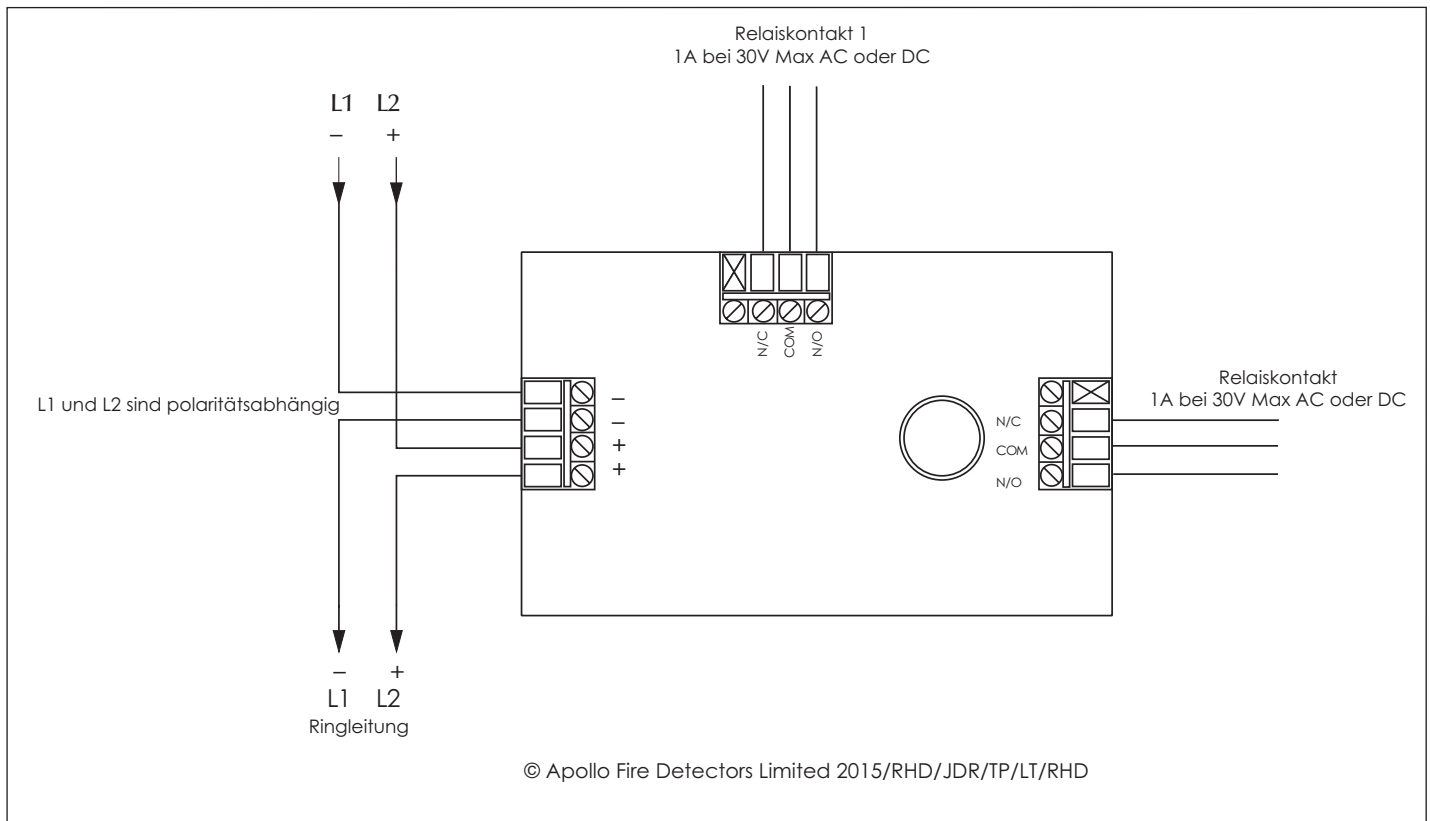 Relaiskontakt 1
1A bei 30V Max AC oder DC
L1 L2
– +
N/C
COM
N/O
L1 und L2 sind polaritätsabhängig
–
–
+
+
Relaiskontakt
1A bei 30V Max AC oder DC
N/C
COM
N/O
– +
L1 L2
Ringleitung
© Apollo Fire Detectors Limited 2015/RHD/JDR/TP/LT/RHD